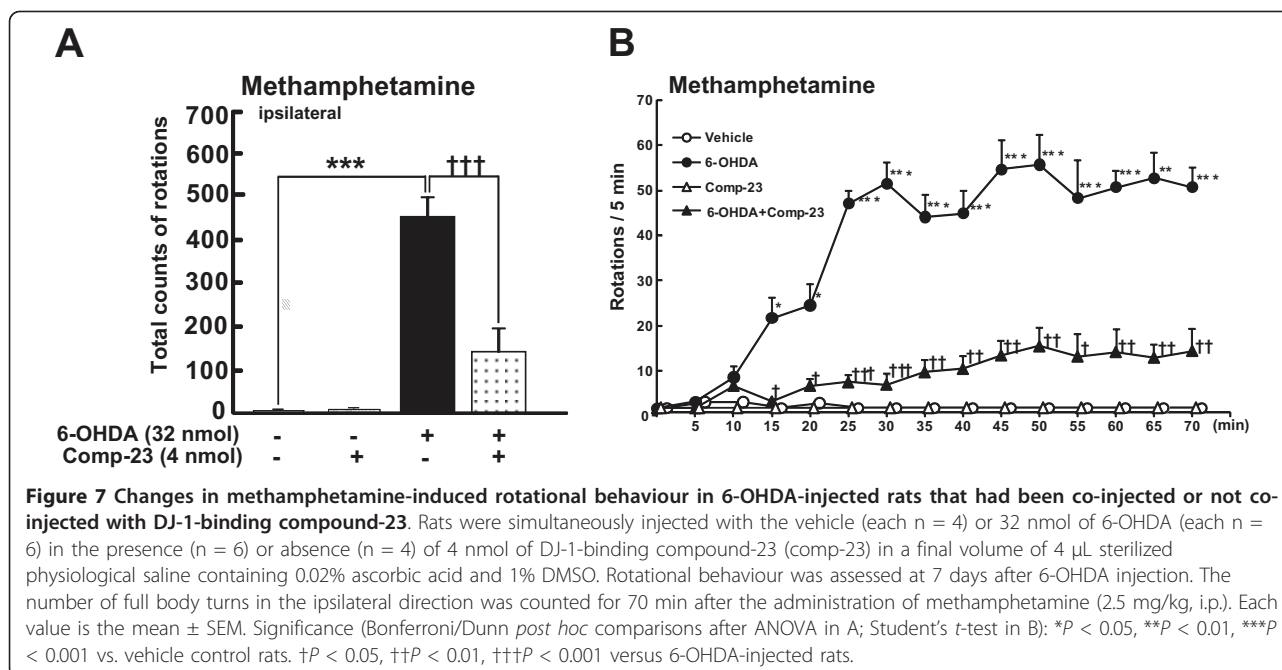 A
Methamphetamine
ipsilateral
Total counts of rotations
700
600
500
400
300
200
100
0
***
†††
6-OHDA (32 nmol) - - + +
Comp-23 (4 nmol) - + - +
B
Methamphetamine
Rotations / 5 min
70
60
50
40
30
20
10
0
Vehicle
6-OHDA
Comp-23
6-OHDA+Comp-23
* * *** *** *** *** *** *** *** *** ** ***
† † ††† ††† †† †† †† †† † †† †† ††
5 10 15 20 25 30 35 40 45 50 55 60 65 70 (min)
Figure 7 Changes in methamphetamine-induced rotational behaviour in 6-OHDA-injected rats that had been co-injected or not co-
injected with DJ-1-binding compound-23. Rats were simultaneously injected with the vehicle (each n = 4) or 32 nmol of 6-OHDA (each n =
6) in the presence (n = 6) or absence (n = 4) of 4 nmol of DJ-1-binding compound-23 (comp-23) in a final volume of 4 μL sterilized
physiological saline containing 0.02% ascorbic acid and 1% DMSO. Rotational behaviour was assessed at 7 days after 6-OHDA injection. The
number of full body turns in the ipsilateral direction was counted for 70 min after the administration of methamphetamine (2.5 mg/kg, i.p.). Each
value is the mean ± SEM. Significance (Bonferroni/Dunn post hoc comparisons after ANOVA in A; Student's t-test in B): *P < 0.05, **P < 0.01, ***P
< 0.001 vs. vehicle control rats. †P < 0.05, ††P < 0.01, †††P < 0.001 versus 6-OHDA-injected rats.